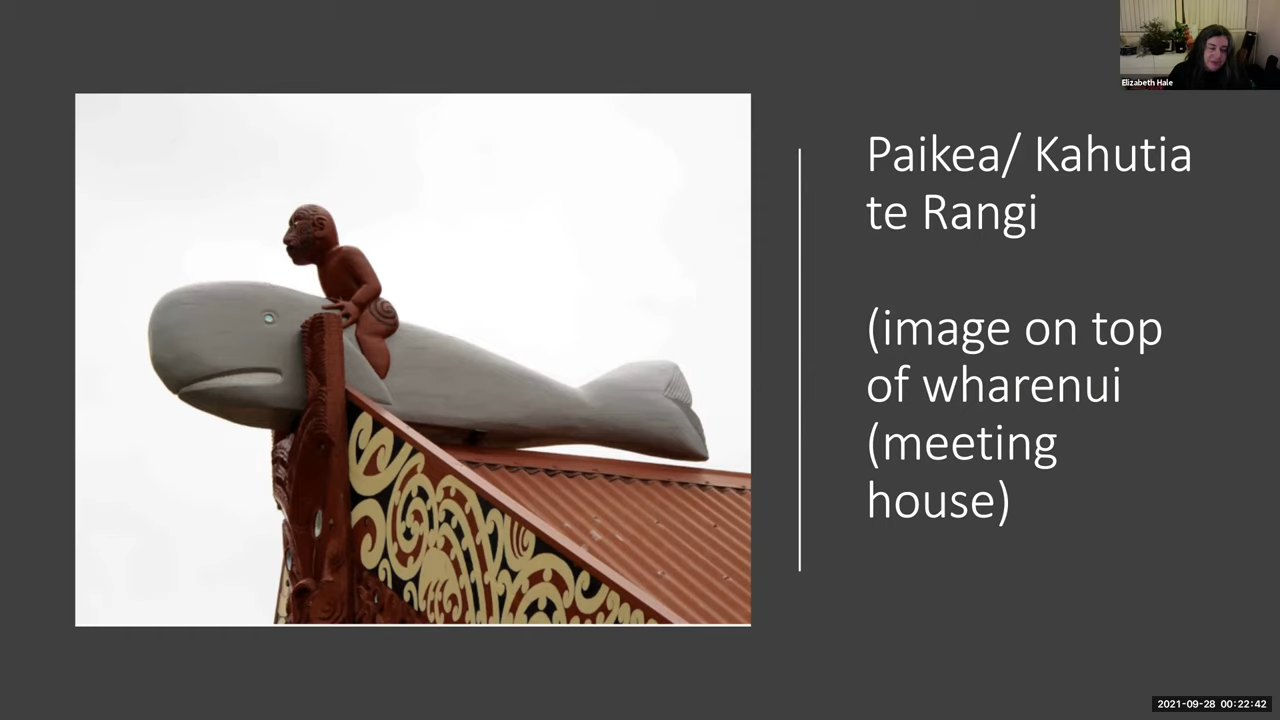 Elizabeth Hale
Paikea/ Kahutia
te Rangi
(image on top
of wharenui
(meeting
house)
2021-09-28 00:22:42